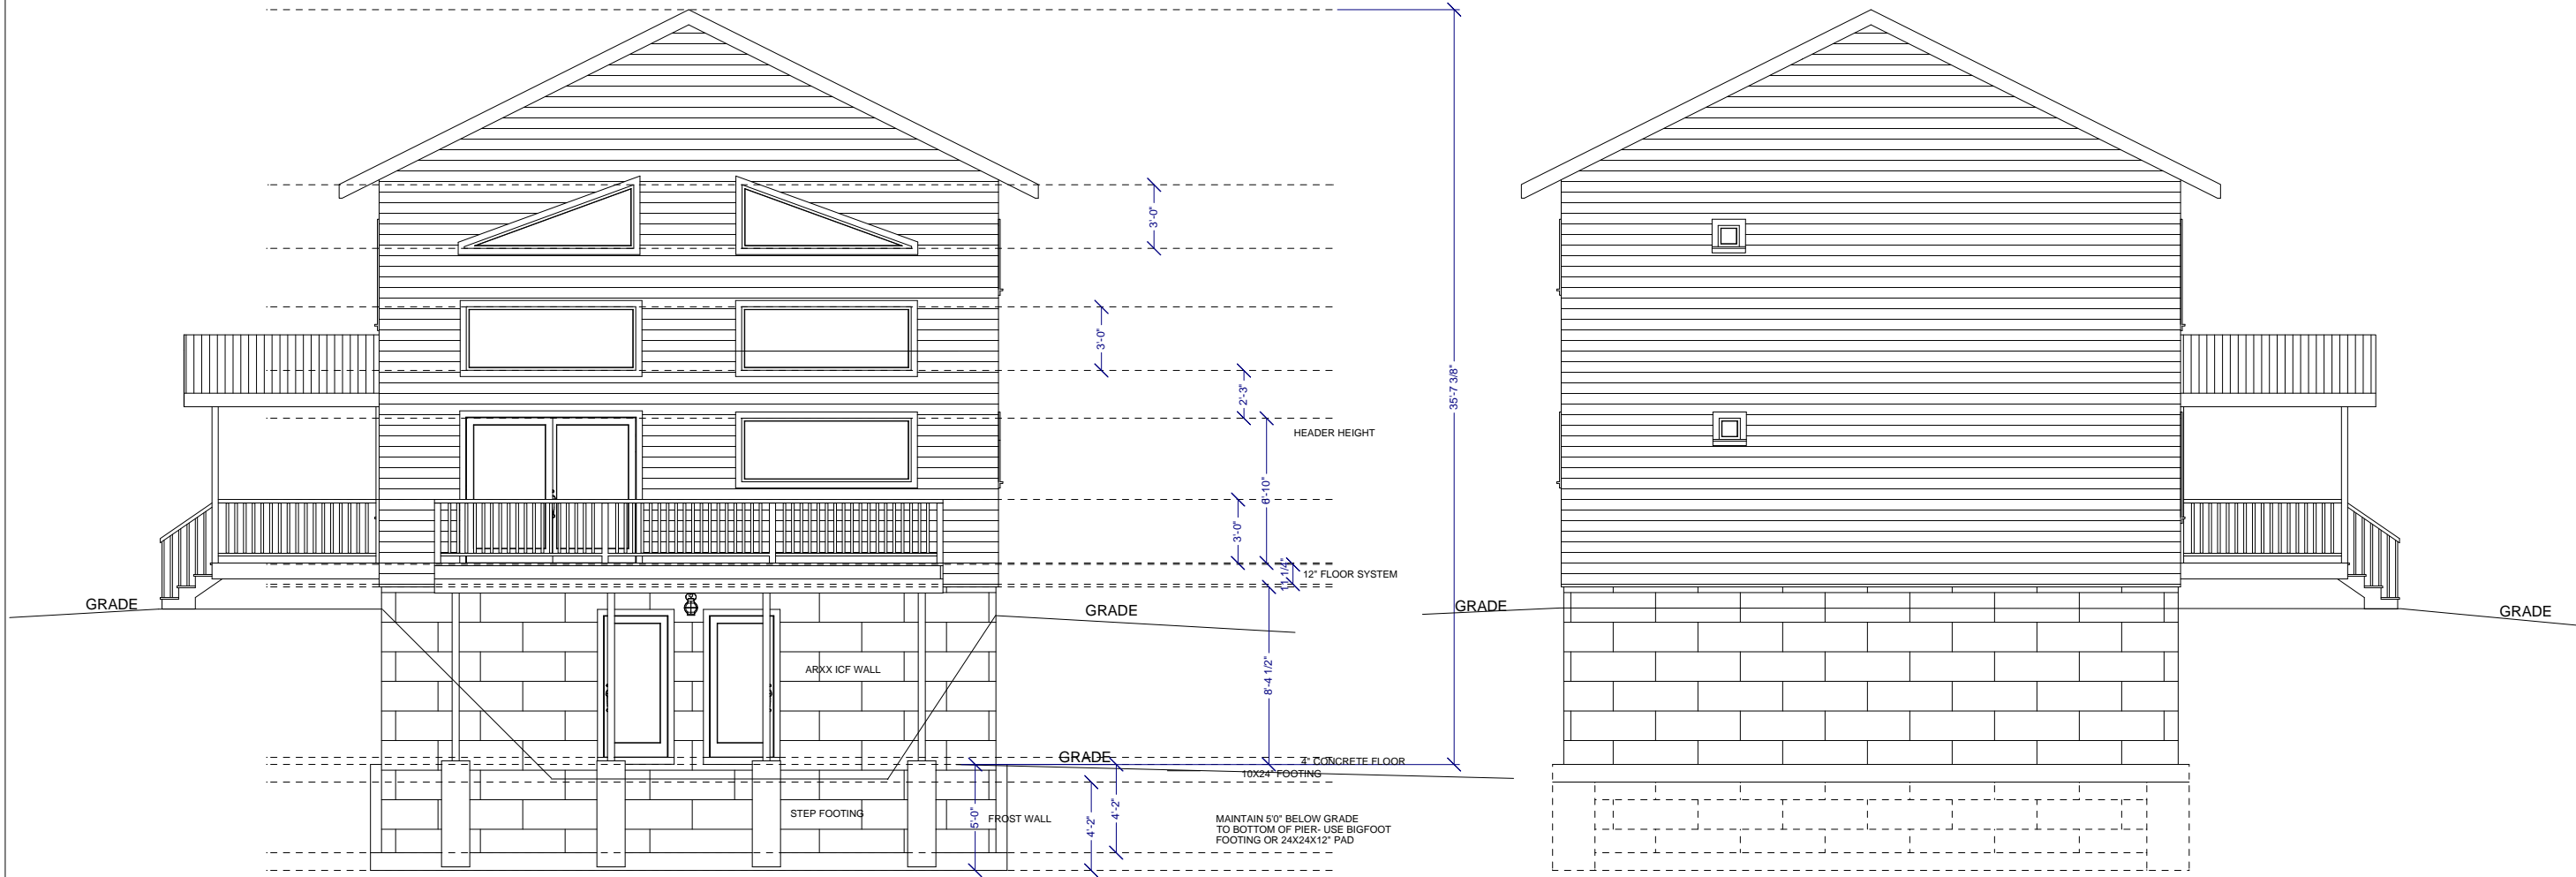 3'-0"
3'-0"
35'-7 3/8"
2'-3"
HEADER HEIGHT
6'-10"
3'-0"
11 1/4"
12" FLOOR SYSTEM
GRADE
GRADE
GRADE
GRADE
ARXX ICF WALL
8'-4 1/2"
GRADE
4" CONCRETE FLOOR
10X24" FOOTING
STEP FOOTING
5'-0"
FROST WALL
4'-2"
4'-2"
MAINTAIN 5'0" BELOW GRADE
TO BOTTOM OF PIER- USE BIGFOOT
FOOTING OR 24X24X12" PAD